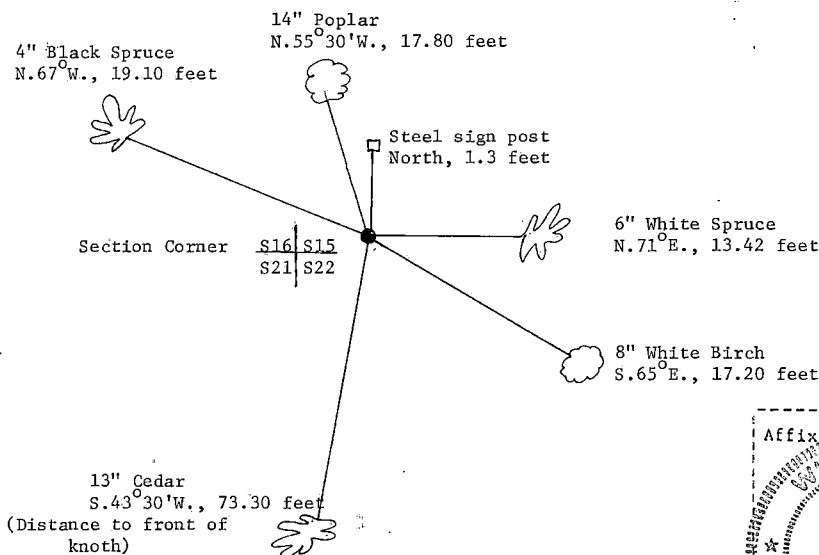 14" Poplar
N.55°30'W., 17.80 feet
4" Black Spruce
N.67°W., 19.10 feet
Steel sign post
North, 1.3 feet
6" White Spruce
N.71°E., 13.42 feet
Section Corner
S16 S15
S21 S22
8" White Birch
S.65°E., 17.20 feet
Affix
13" Cedar
S.43°30'W., 73.30 feet
(Distance to front of
knoth)